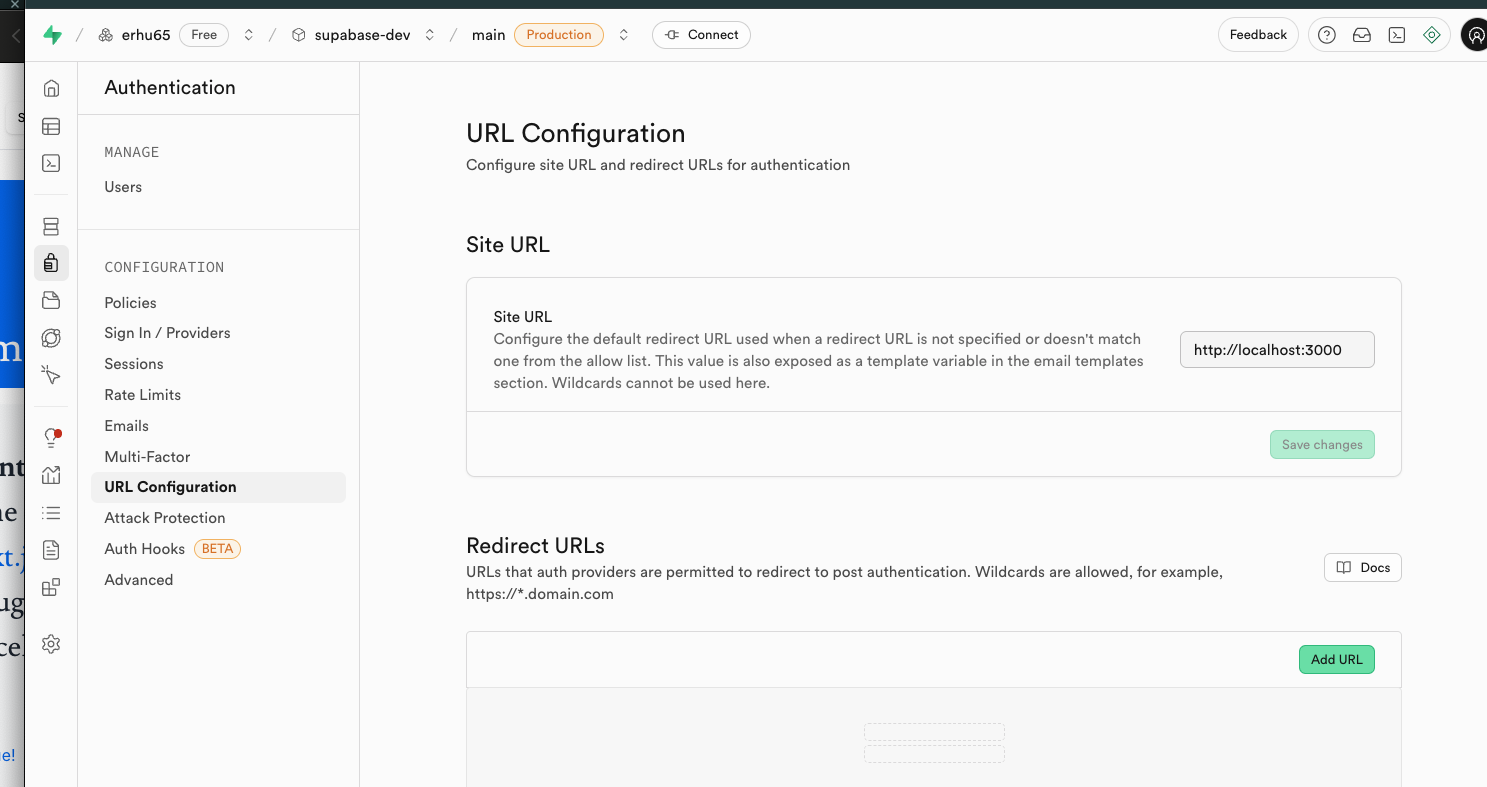 erhu65 Free supabase-dev main Production Connect Feedback
Authentication
MANAGE
Users
CONFIGURATION
Policies
Sign In / Providers
Sessions
Rate Limits
Emails
Multi-Factor
URL Configuration
Attack Protection
Auth Hooks BETA
Advanced
URL Configuration
Configure site URL and redirect URLs for authentication
Site URL
Site URL
Configure the default redirect URL used when a redirect URL is not specified or doesn't match
one from the allow list. This value is also exposed as a template variable in the email templates
section. Wildcards cannot be used here.
http://localhost:3000
Save changes
Redirect URLs
URLs that auth providers are permitted to redirect to post authentication. Wildcards are allowed, for example,
https://*.domain.com
Docs
Add URL